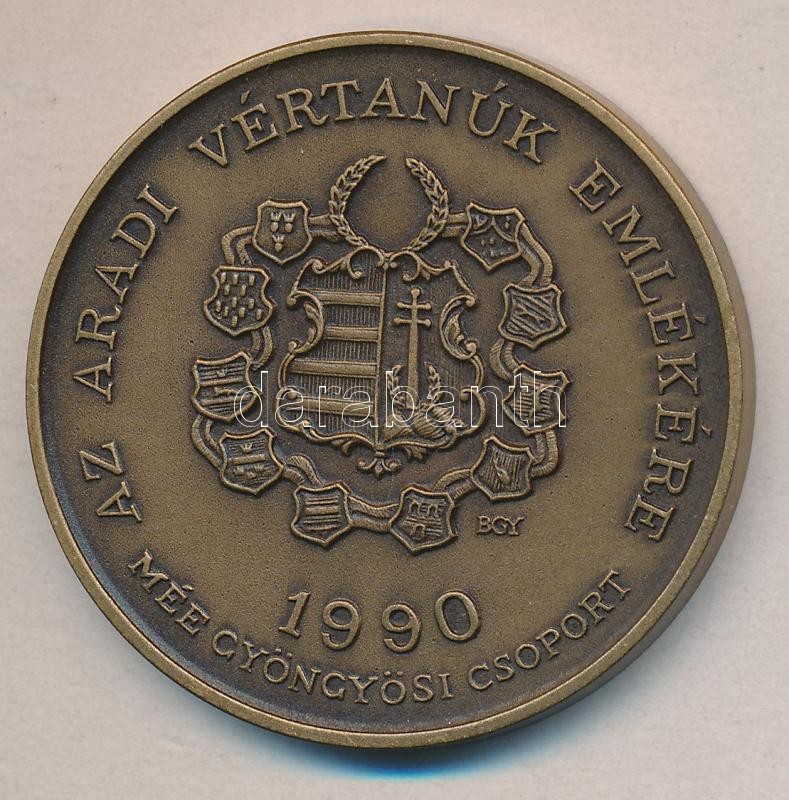 AZ ARADI VÉRTANÚK EMLÉKÉRE
BGY
1990
MÉE GYÖNGYÖSI CSOPORT
darabanth